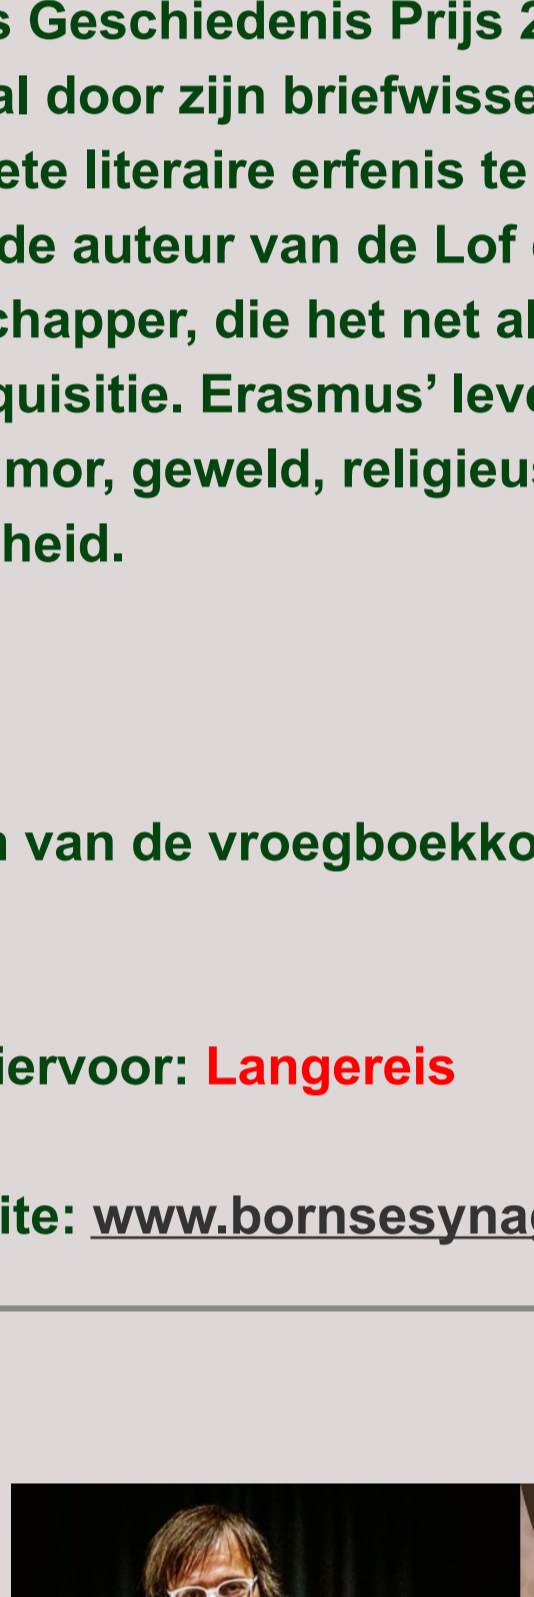 s Geschiedenis Prijs 2
al door zijn briefwisse
ete literaire erfenis te
de auteur van de Lof
chapper, die het net al
quisitie. Erasmus’ leve
mor, geweld, religieus
heid.
n van de vroegboekko
iervoor: Langereis
ite: www.bornsesynag